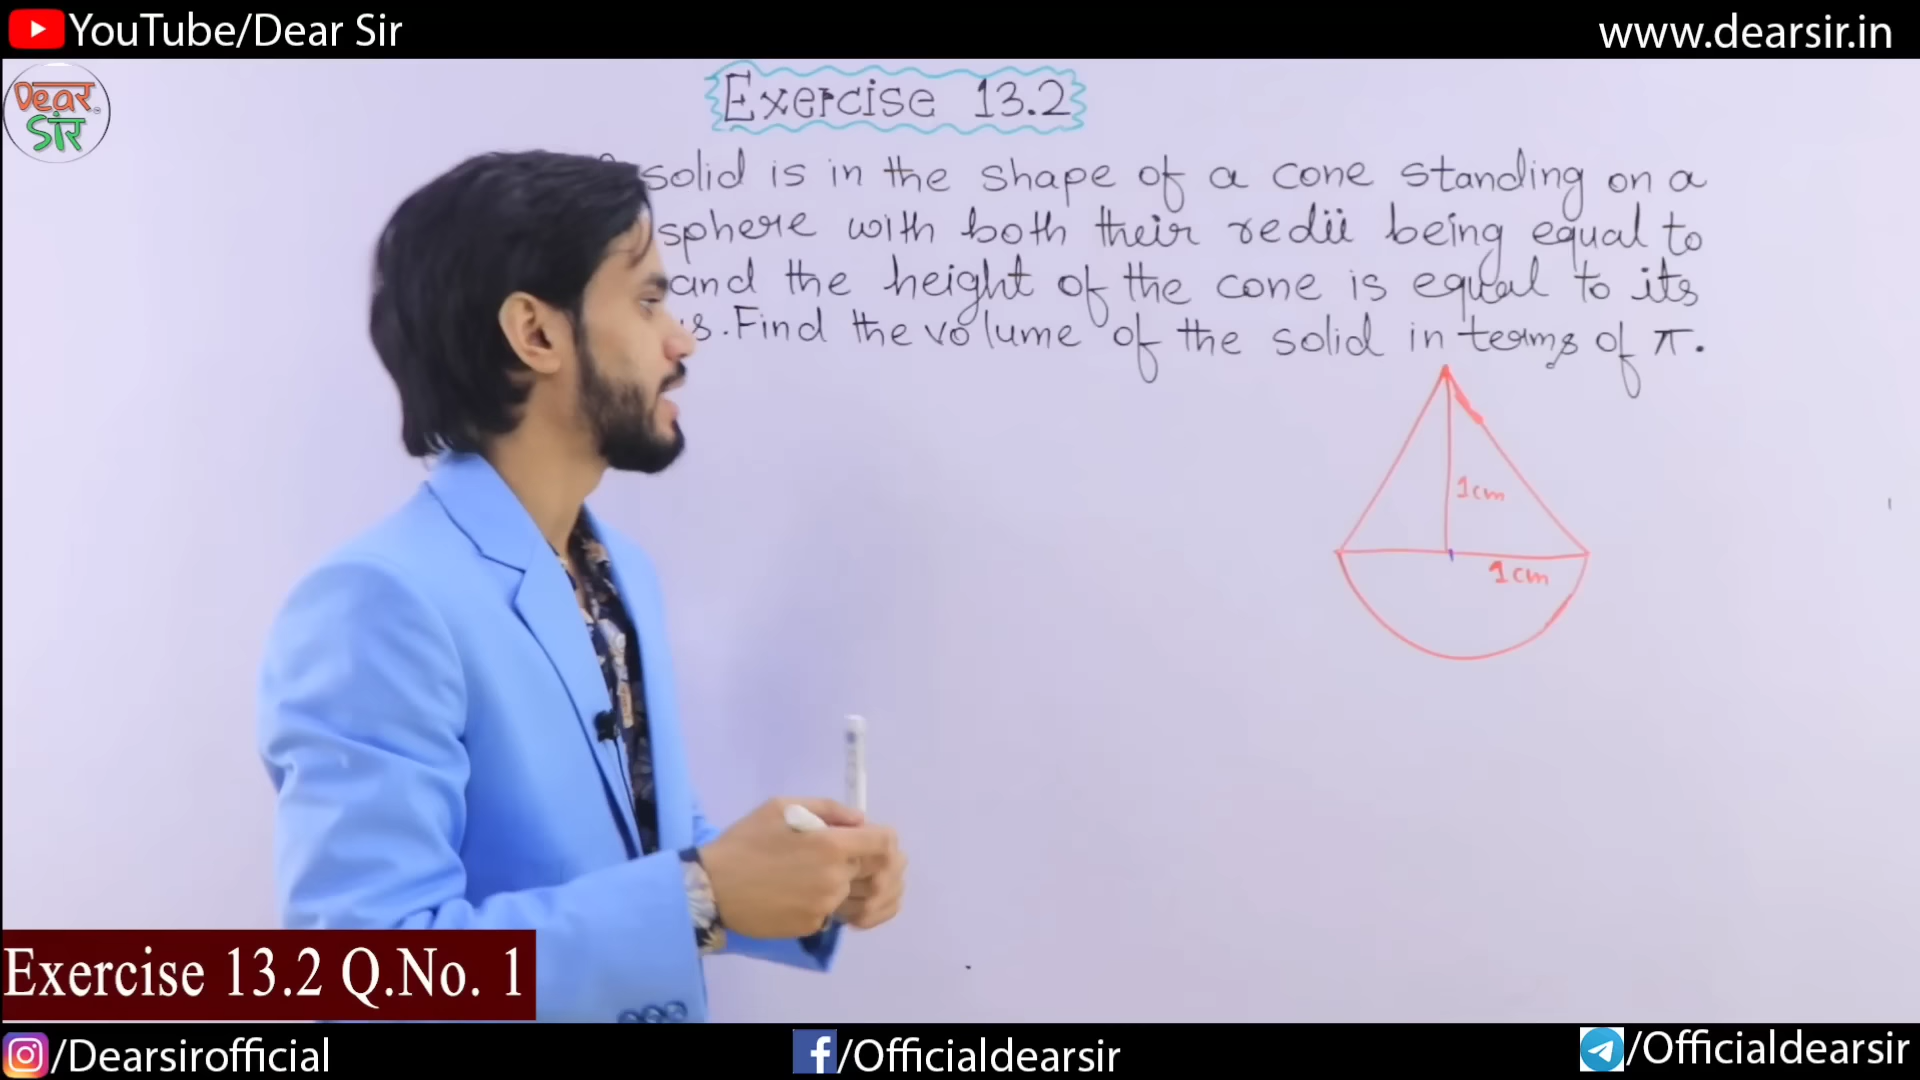 YouTube/Dear Sir
www.dearsir.in
Dear
सर
Exercise 13.2
solid is in the shape of a cone standing on a
sphere with both their redii being equal to
and the height of the cone is equal to its
s. Find the volume of the solid in terms of π.
1cm
1cm
Exercise 13.2 Q.No. 1
/Dearsirofficial
/Officialdearsir
/Officialdearsir